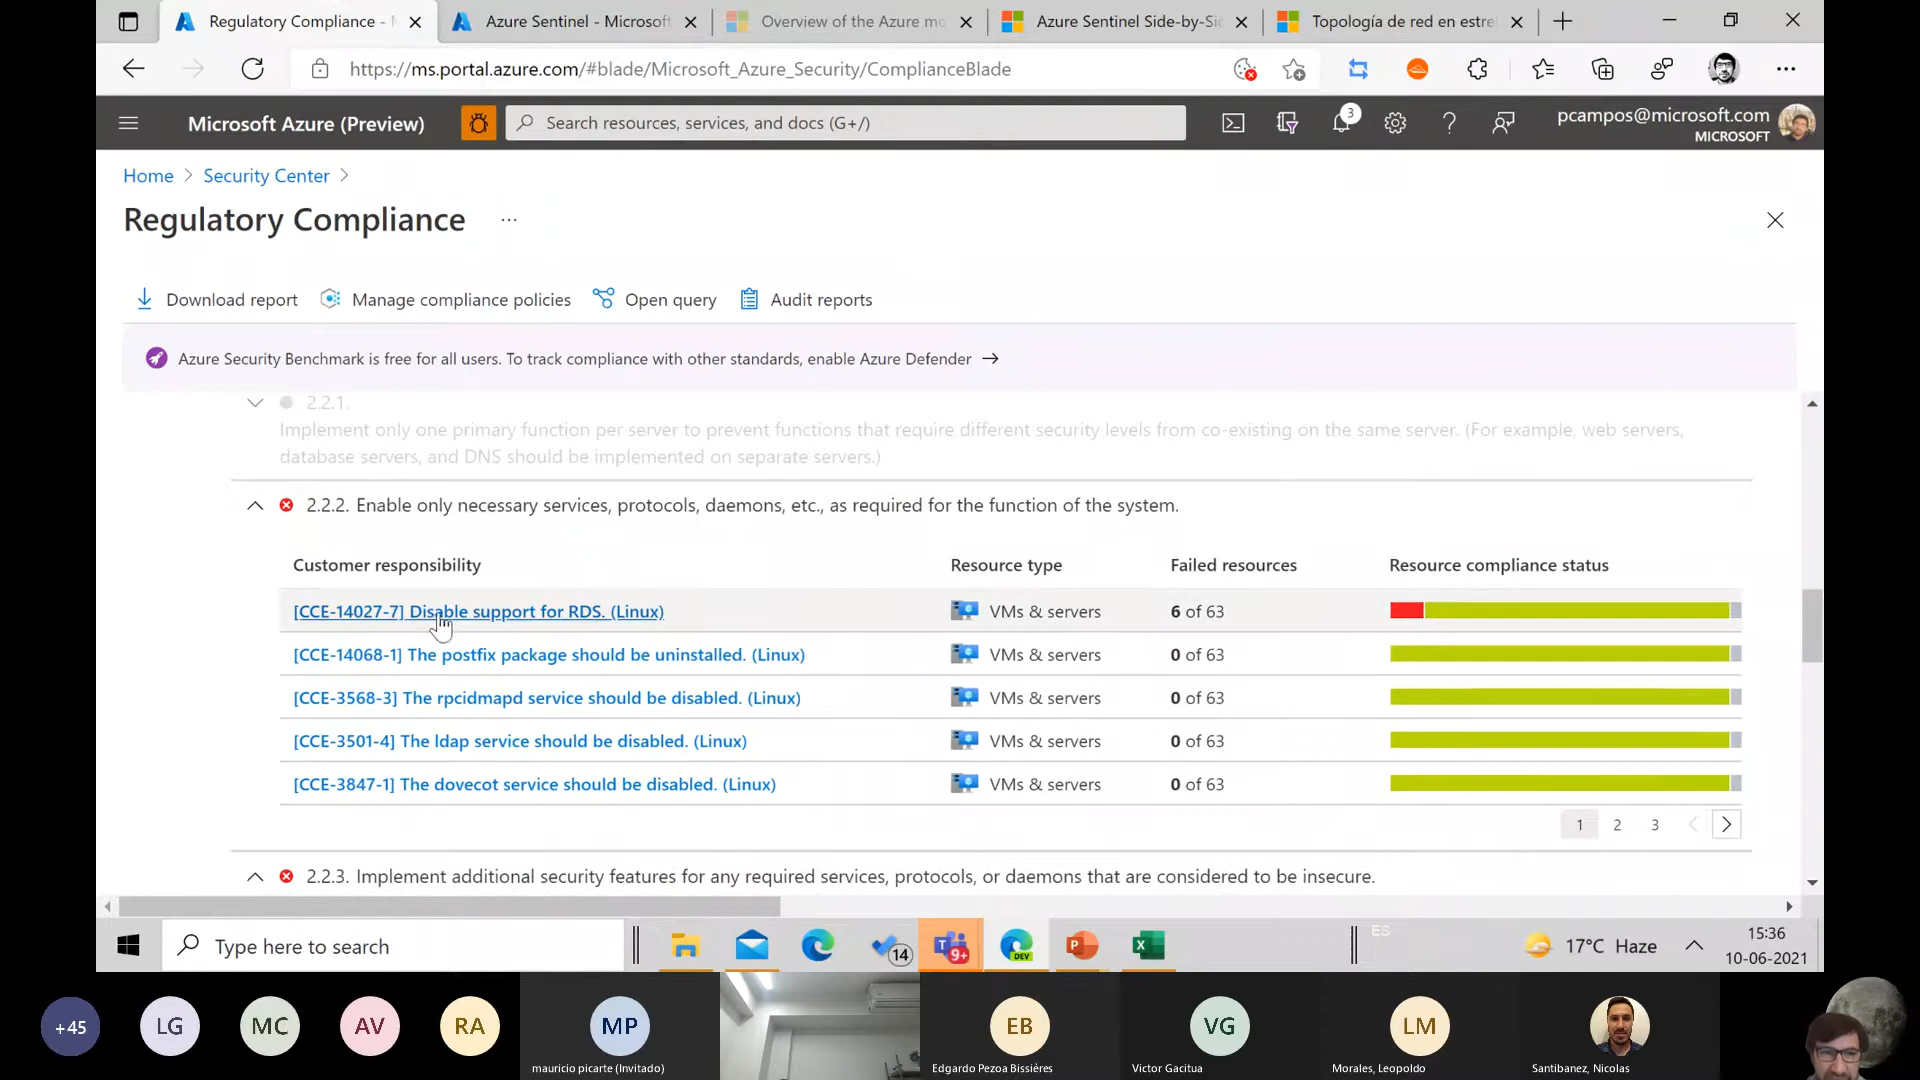 Regulatory Compliance - M
Azure Sentinel - Microsoft
Overview of the Azure mo
Azure Sentinel Side-by-Sid
Topología de red en estre
https://ms.portal.azure.com/#blade/Microsoft_Azure_Security/ComplianceBlade
Microsoft Azure (Preview)
Search resources, services, and docs (G+/)
3
pcampos@microsoft.com
MICROSOFT
Home > Security Center >
Regulatory Compliance ...
Download report
Manage compliance policies
Open query
Audit reports
Azure Security Benchmark is free for all users. To track compliance with other standards, enable Azure Defender →
2.2.1.
Implement only one primary function per server to prevent functions that require different security levels from co-existing on the same server. (For example, web servers,
database servers, and DNS should be implemented on separate servers.)
2.2.2. Enable only necessary services, protocols, daemons, etc., as required for the function of the system.
Customer responsibility Resource type Failed resources Resource compliance status
[CCE-14027-7] Disable support for RDS. (Linux) VMs & servers 6 of 63
[CCE-14068-1] The postfix package should be uninstalled. (Linux) VMs & servers 0 of 63
[CCE-3568-3] The rpcidmapd service should be disabled. (Linux) VMs & servers 0 of 63
[CCE-3501-4] The ldap service should be disabled. (Linux) VMs & servers 0 of 63
[CCE-3847-1] The dovecot service should be disabled. (Linux) VMs & servers 0 of 63
1 2 3 < >
2.2.3. Implement additional security features for any required services, protocols, or daemons that are considered to be insecure.
Type here to search
14
9+
DEV
ES
17°C Haze
15:36
10-06-2021
+45
LG
MC
AV
RA
MP
mauricio picarte (Invitado)
EB
Edgardo Pezoa Bissières
VG
Victor Gacitua
LM
Morales, Leopoldo
Santibanez, Nicolas